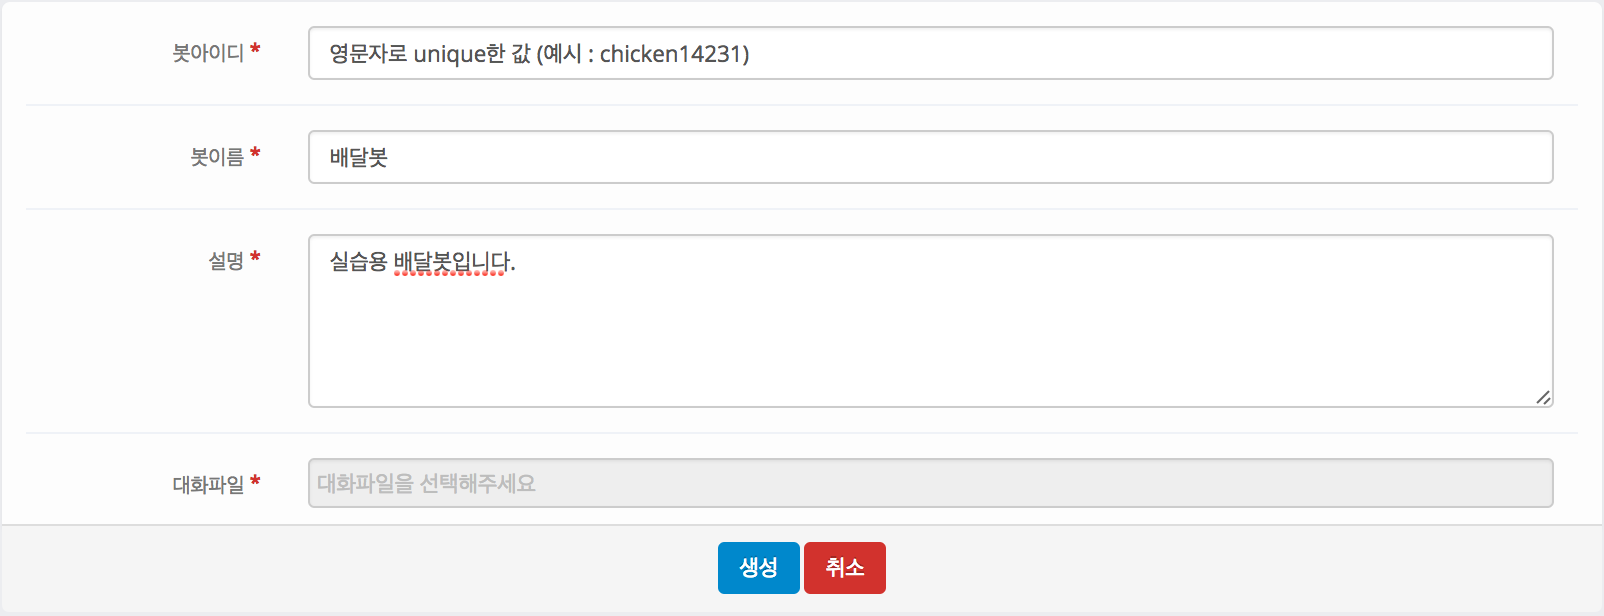 봇아이디 *
영문자로 unique한 값 (예시 : chicken14231)
봇이름 *
배달봇
설명 *
실습용 배달봇입니다.
대화파일 *
대화파일을 선택해주세요
생성 취소